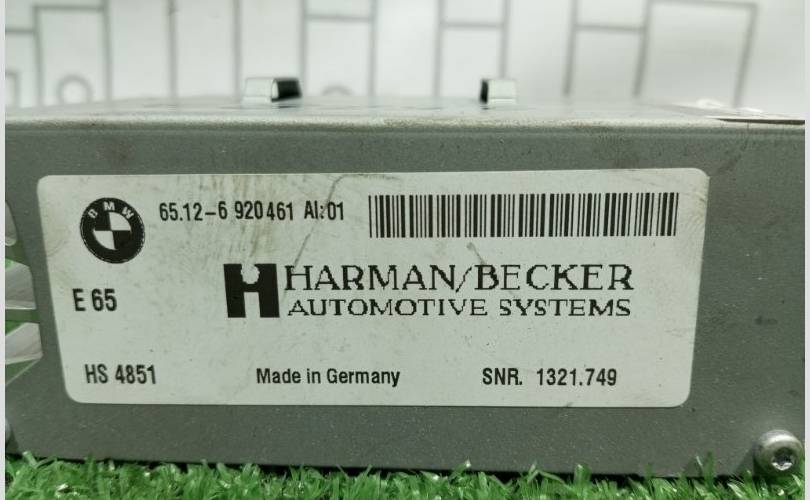 BMW
65.12-6 920461 AI:01
HARMAN/BECKER
AUTOMOTIVE SYSTEMS
E 65
HS 4851 Made in Germany SNR. 1321.749